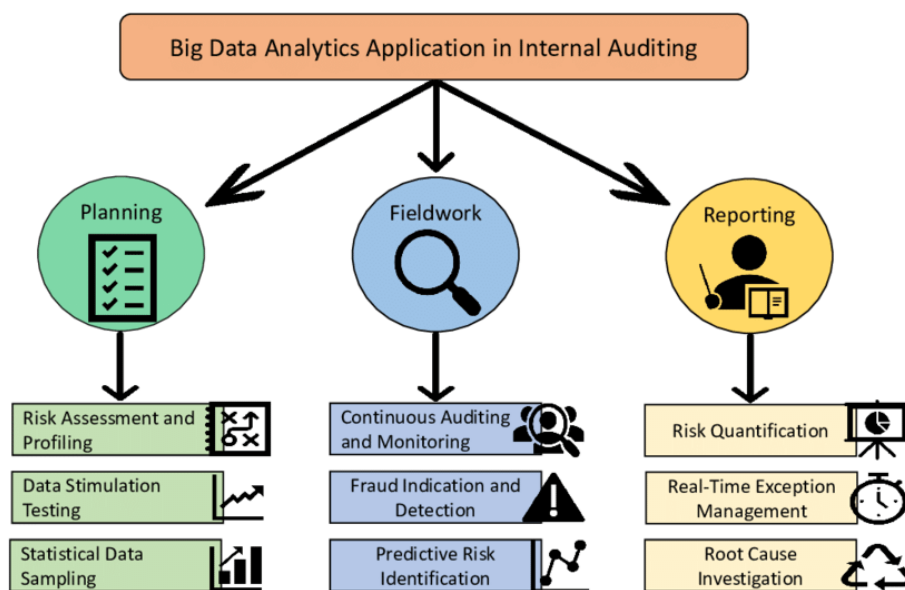 Big Data Analytics Application in Internal Auditing
Planning
Fieldwork
Reporting
Risk Assessment and
Profiling
Data Stimulation
Testing
Statistical Data
Sampling
Continuous Auditing
and Monitoring
Fraud Indication and
Detection
Predictive Risk
Identification
Risk Quantification
Real-Time Exception
Management
Root Cause
Investigation